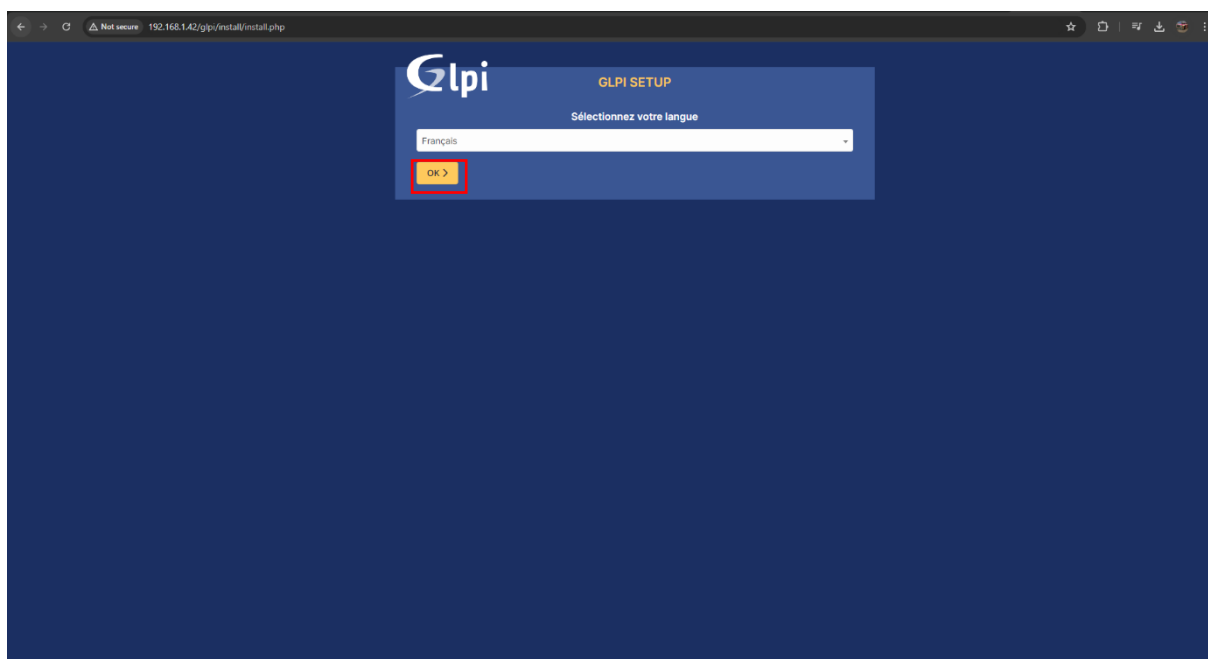 Not secure 192.168.1.42/glpi/install/install.php
Glpi
GLPI SETUP
Sélectionnez votre langue
Français
OK